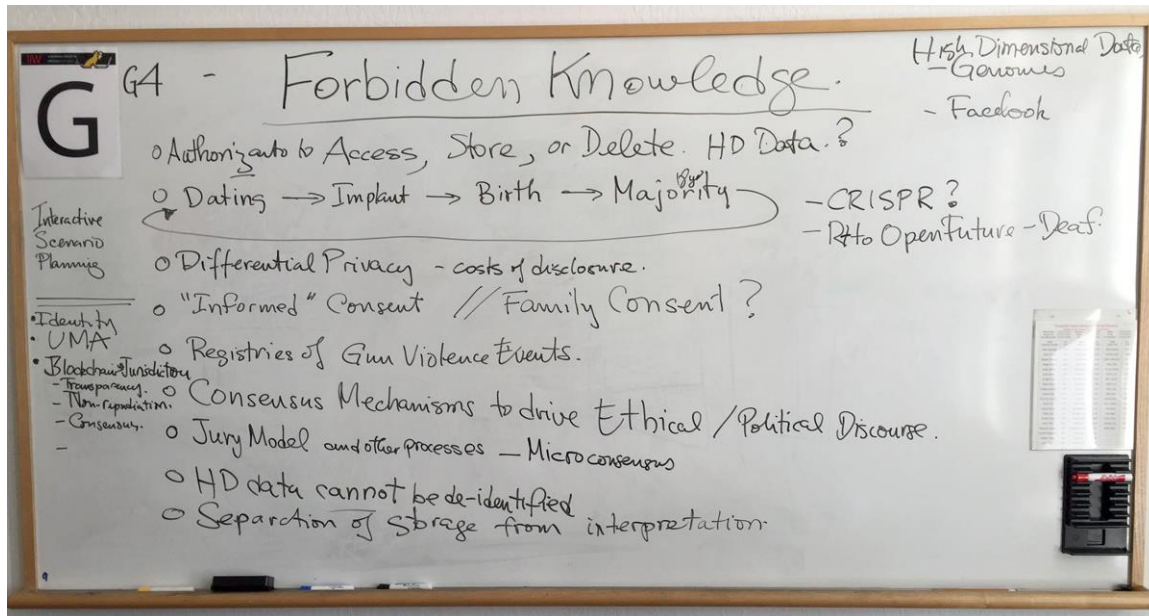 IIW
G
G4 - Forbidden Knowledge.
High Dimensional Data
- Genomes
- Facebook
o Authorizanto to Access, Store, or Delete. HD Data.?
o Dating → Implant → Birth → Majority
- CRISPR?
- Rt to Open Future - Deaf.
o Differential Privacy - costs of disclosure.
o "Informed" Consent // Family Consent?
o Registries of Gun Violence Events.
o Consensus Mechanisms to drive Ethical / Political Discourse.
o Jury Model and other processes - Microconsensus
o HD data cannot be de-identified
o Separation of storage from interpretation.
Interactive
Scenario
Planning
• Identity
• UMA
• Blockchain Jurisdiction
- Transparency.
- Non-repudiation.
- Consensus.
-